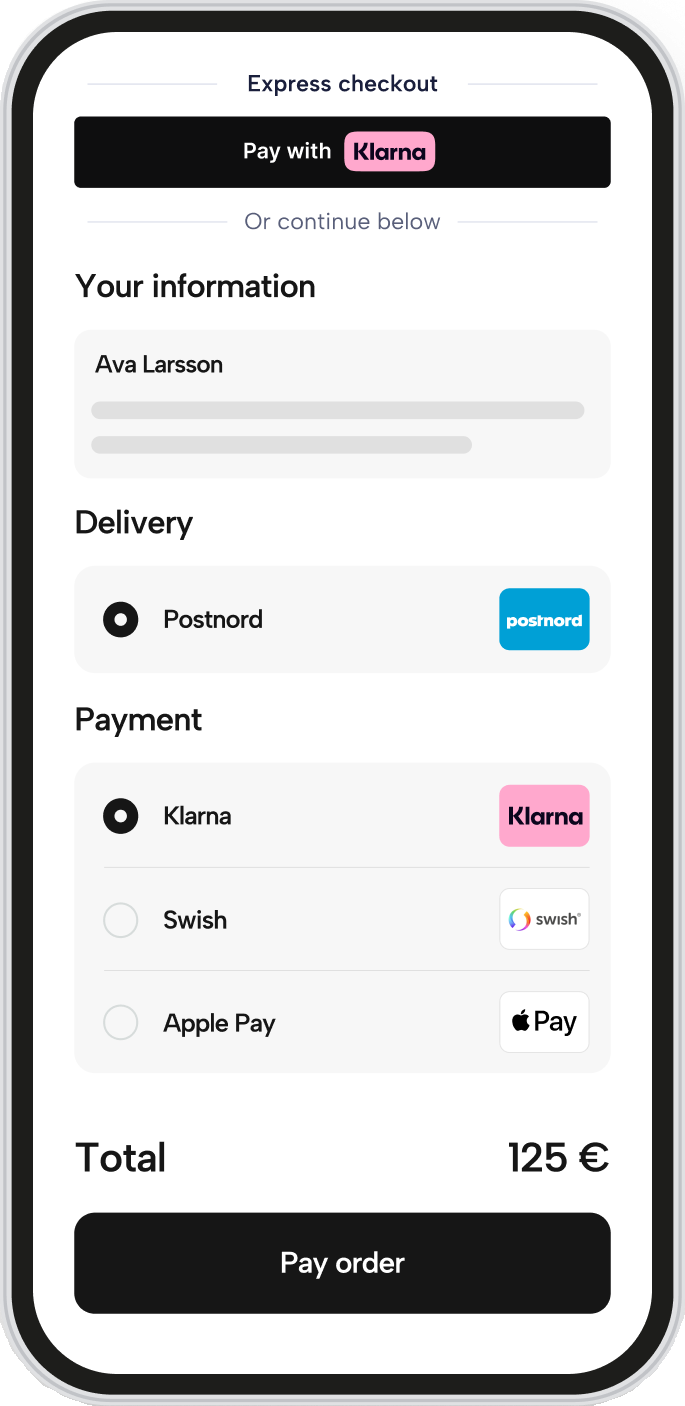 Express checkout
Pay with Klarna
Or continue below
Your information
Ava Larsson
Delivery
Postnord postnord
Payment
Klarna Klarna
Swish swish®
Apple Pay Pay
Total 125 €
Pay order